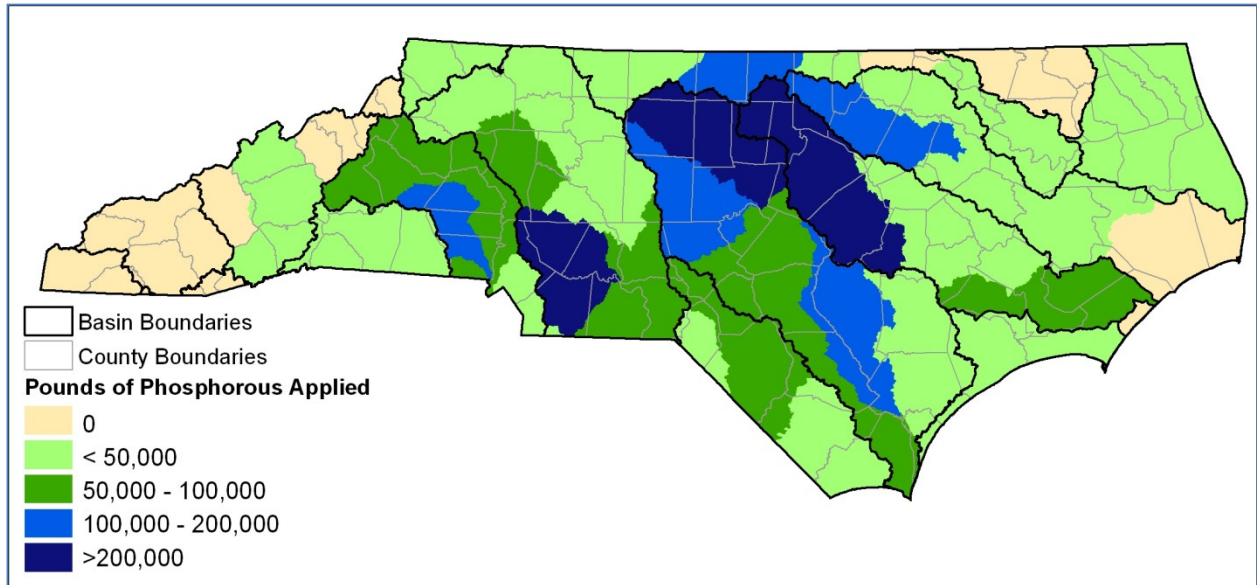 Basin Boundaries
County Boundaries
Pounds of Phosphorous Applied
0
< 50,000
50,000 - 100,000
100,000 - 200,000
>200,000